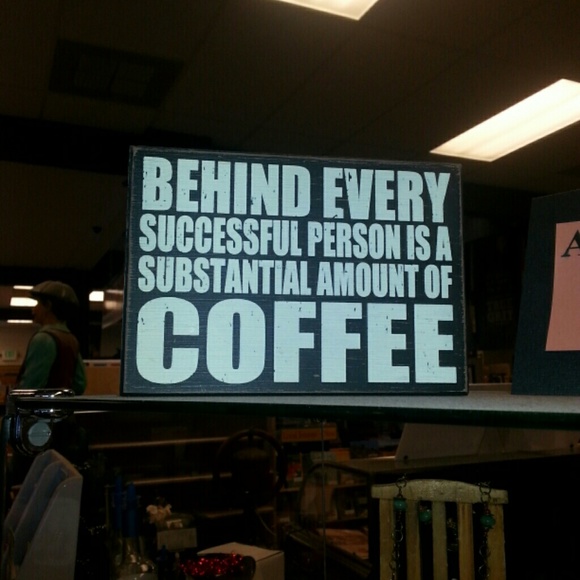 BEHIND EVERY
SUCCESSFUL PERSON IS A
SUBSTANTIAL AMOUNT OF
COFFEE
A